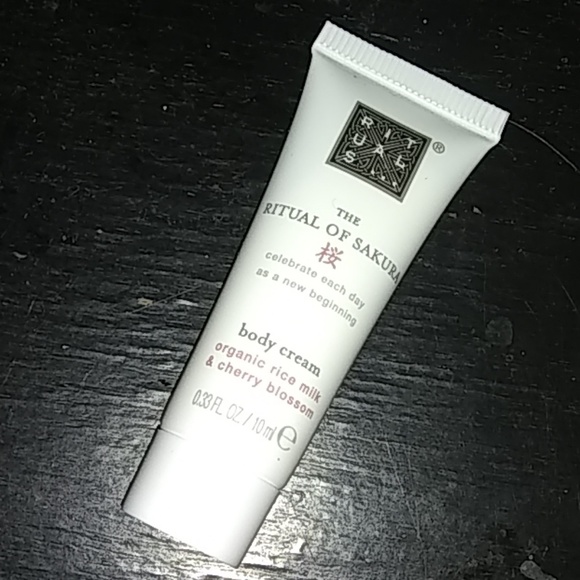 RIT
UAL
S...
®
THE
RITUAL OF SAKURA
桜
celebrate each day
as a new beginning
body cream
organic rice milk
& cherry blossom
0.33 FL. OZ. / 10 ml ℮